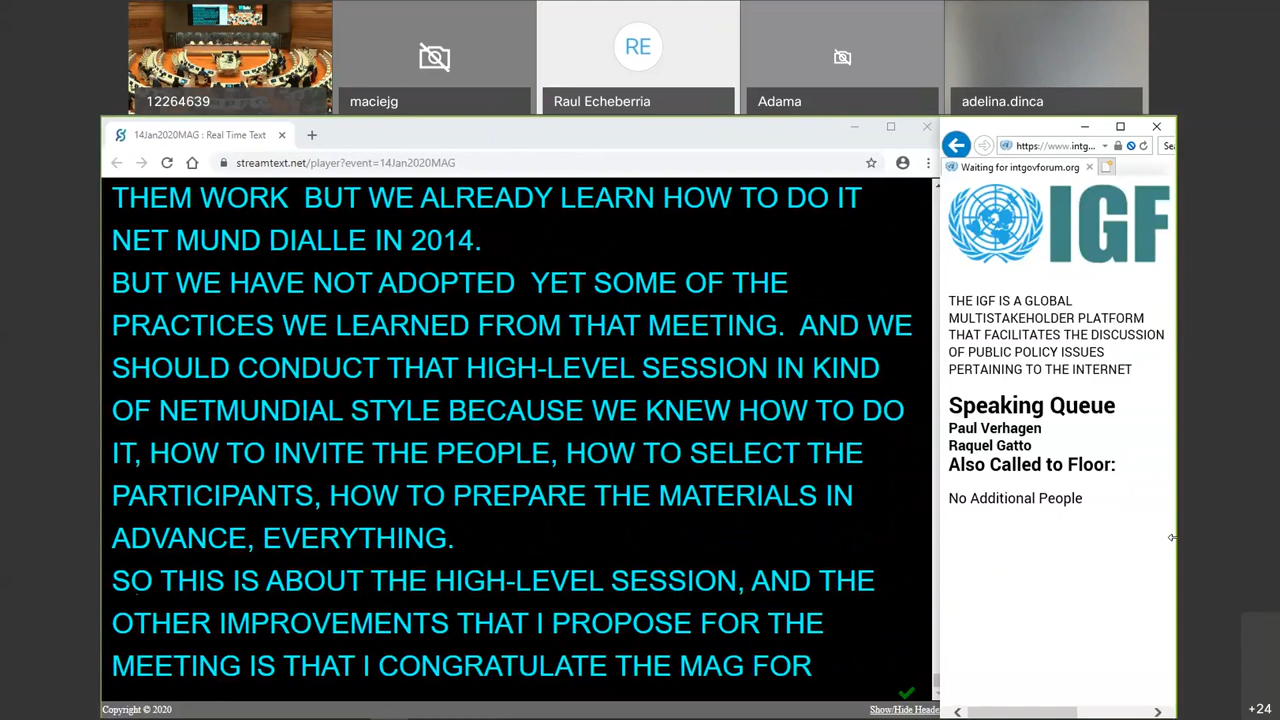 12264639
maciejg
RE
Raul Echeberria
Adama
adelina.dinca
14Jan2020MAG : Real Time Text
streamtext.net/player?event=14Jan2020MAG
THEM WORK  BUT WE ALREADY LEARN HOW TO DO IT
NET MUND DIALLE IN 2014.
BUT WE HAVE NOT ADOPTED  YET SOME OF THE
PRACTICES WE LEARNED FROM THAT MEETING.  AND WE
SHOULD CONDUCT THAT HIGH-LEVEL SESSION IN KIND
OF NETMUNDIAL STYLE BECAUSE WE KNEW HOW TO DO
IT, HOW TO INVITE THE PEOPLE, HOW TO SELECT THE
PARTICIPANTS, HOW TO PREPARE THE MATERIALS IN
ADVANCE, EVERYTHING.
SO THIS IS ABOUT THE HIGH-LEVEL SESSION, AND THE
OTHER IMPROVEMENTS THAT I PROPOSE FOR THE
MEETING IS THAT I CONGRATULATE THE MAG FOR
Copyright © 2020
Show/Hide Heade
https://www.intg...
Sea
Waiting for intgovforum.org
IGF
THE IGF IS A GLOBAL
MULTISTAKEHOLDER PLATFORM
THAT FACILITATES THE DISCUSSION
OF PUBLIC POLICY ISSUES
PERTAINING TO THE INTERNET
Speaking Queue
Paul Verhagen
Raquel Gatto
Also Called to Floor:
No Additional People
+24